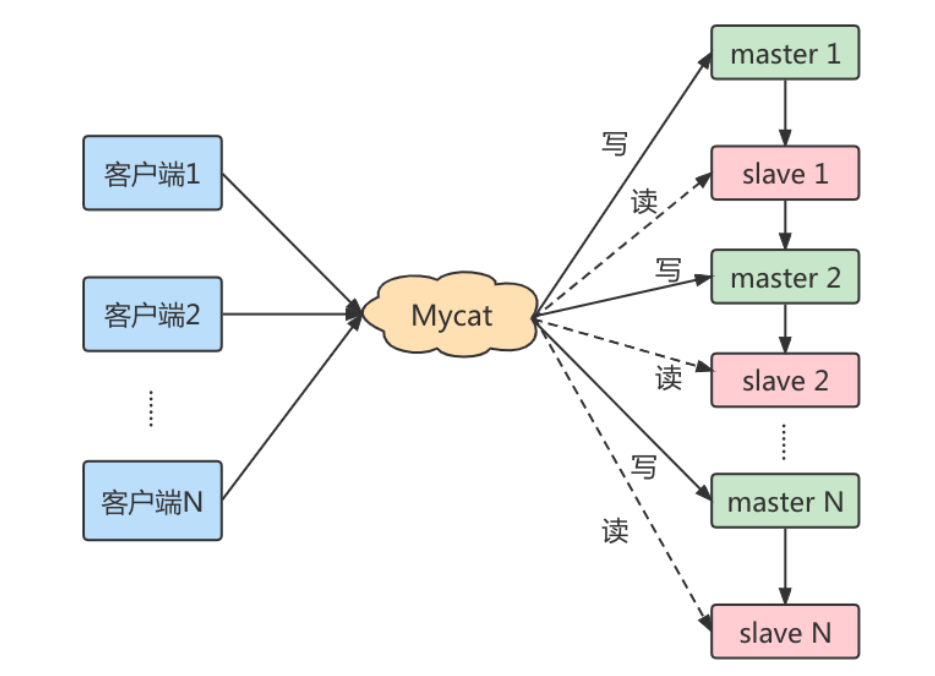 客户端1
客户端2
客户端N
Mycat
写
读
写
读
写
读
master 1
slave 1
master 2
slave 2
master N
slave N